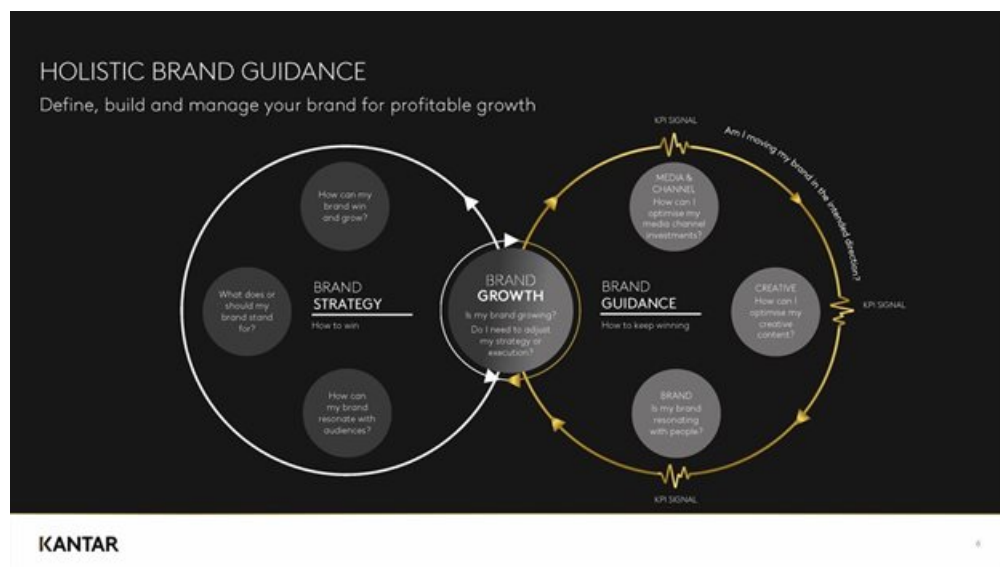 HOLISTIC BRAND GUIDANCE
Define, build and manage your brand for profitable growth
How can my
brand win
and grow?
What does or
should my
brand stand
for?
BRAND
STRATEGY
How to win
How can
my brand
resonate with
audiences?
BRAND
GROWTH
Is my brand growing?
Do I need to adjust
my strategy or
execution?
BRAND
GUIDANCE
How to keep winning
KPI SIGNAL
MEDIA &
CHANNEL
How can I
optimise my
media channel
investments?
Am I moving my brand in the intended direction?
CREATIVE
How can I
optimise my
creative
content?
KPI SIGNAL
BRAND
Is my brand
resonating
with people?
KPI SIGNAL
KANTAR